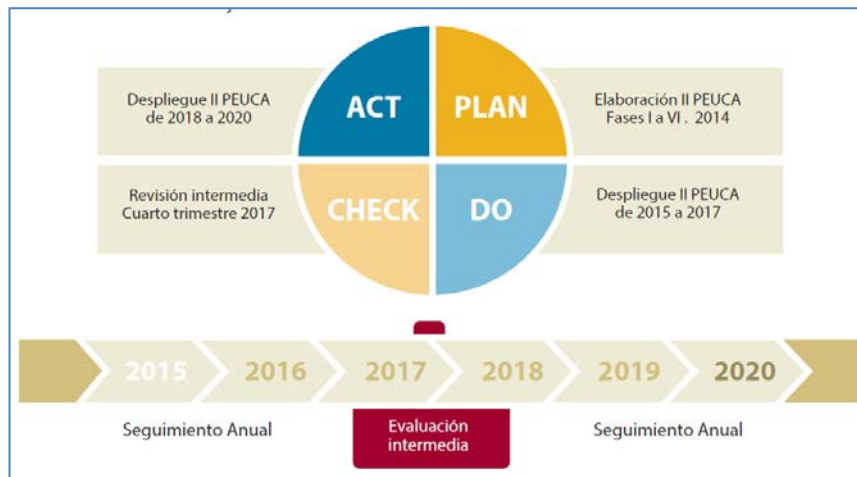 Despliegue II PEUCA
de 2018 a 2020
ACT
PLAN
Elaboración II PEUCA
Fases I a VI . 2014
Revisión intermedia
Cuarto trimestre 2017
CHECK
DO
Despliegue II PEUCA
de 2015 a 2017
2015
2016
2017
2018
2019
2020
Seguimiento Anual
Evaluación
intermedia
Seguimiento Anual